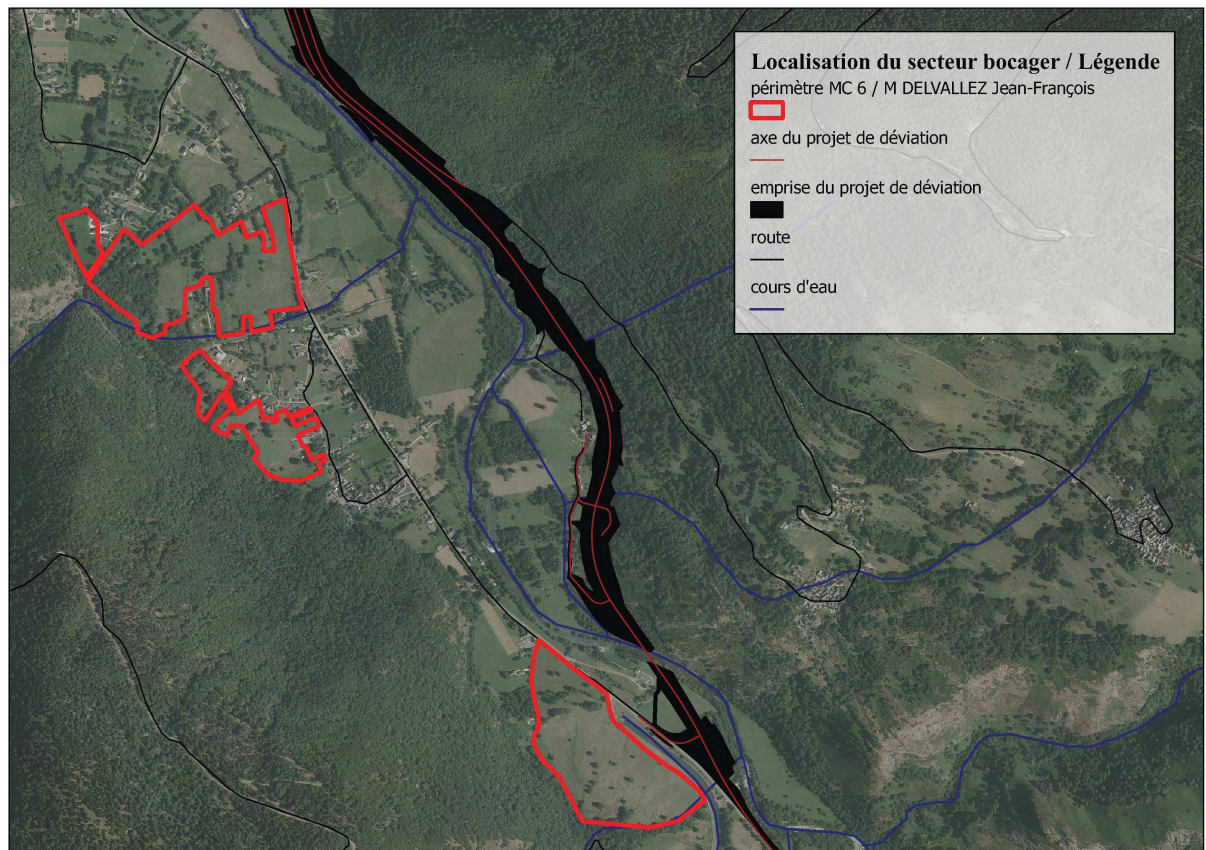 Localisation du secteur bocager / Légende
périmètre MC 6 / M DELVALLEZ Jean-François
axe du projet de déviation
emprise du projet de déviation
route
cours d'eau